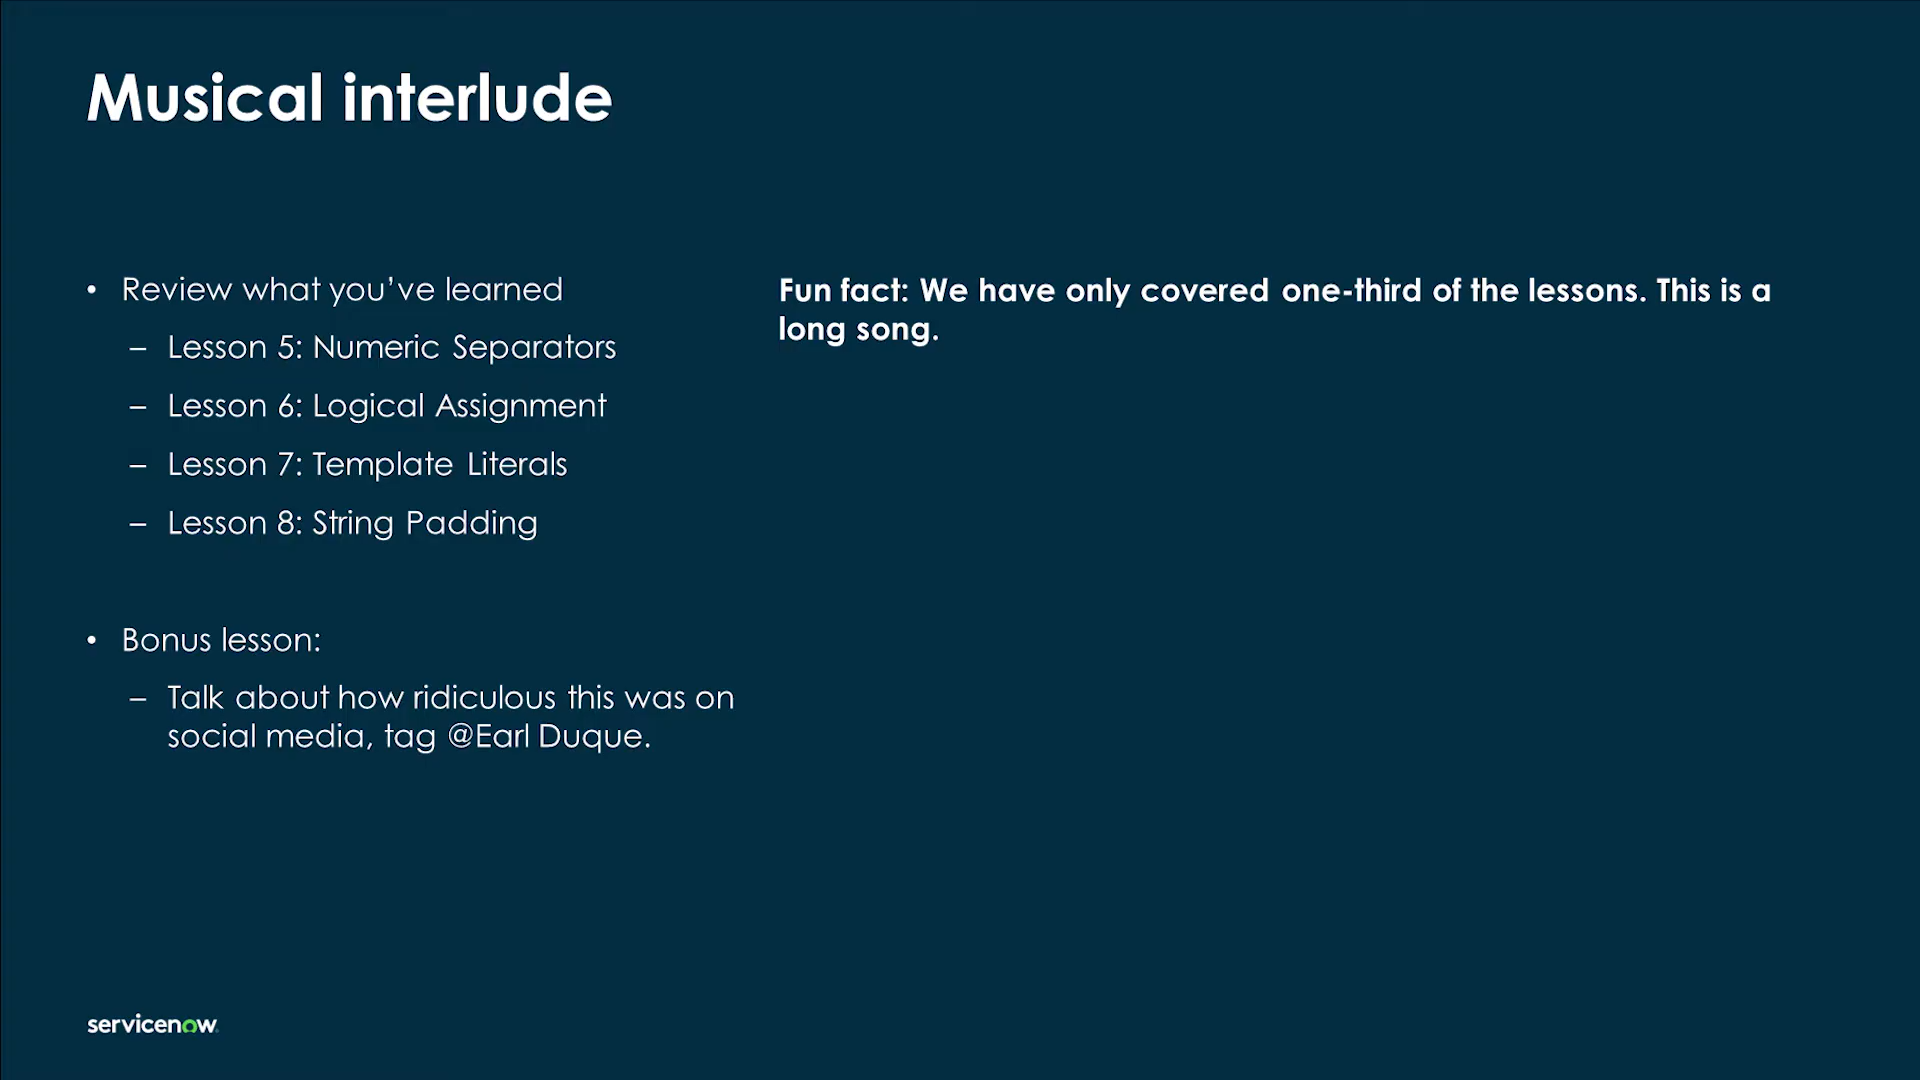 Musical interlude
• Review what you’ve learned
– Lesson 5: Numeric Separators
– Lesson 6: Logical Assignment
– Lesson 7: Template Literals
– Lesson 8: String Padding
• Bonus lesson:
– Talk about how ridiculous this was on
social media, tag @Earl Duque.
Fun fact: We have only covered one-third of the lessons. This is a
long song.
servicenow